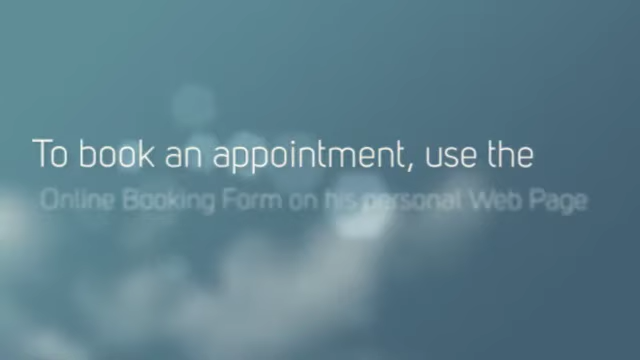 To book an appointment, use the
Online Booking Form on his personal Web Page